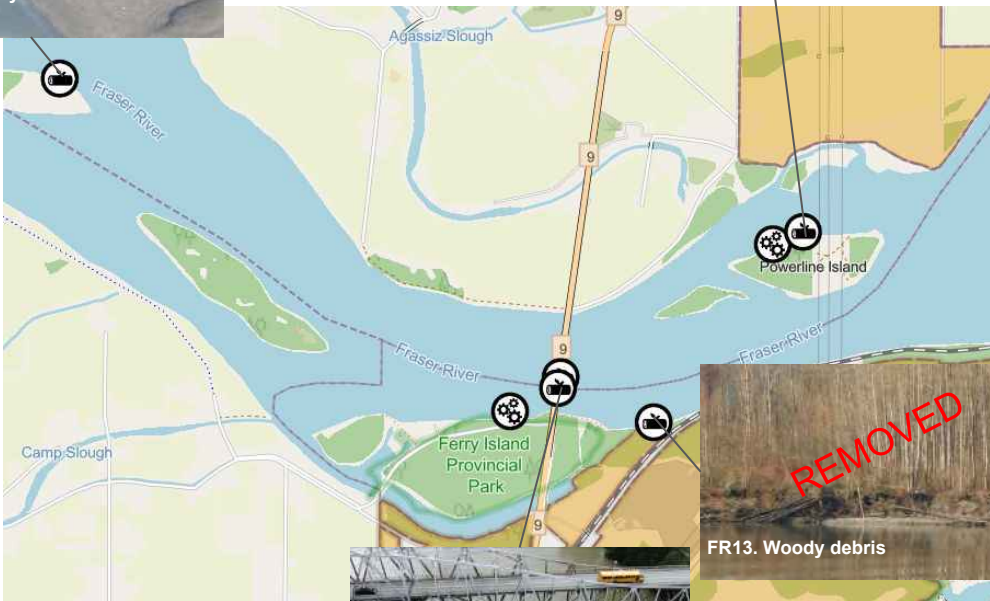 9
Agassiz Slough
Fraser River
9
Powerline Island
9
Fraser River
Fraser River
Ferry Island
Provincial
Park
Camp Slough
9
REMOVED
FR13. Woody debris